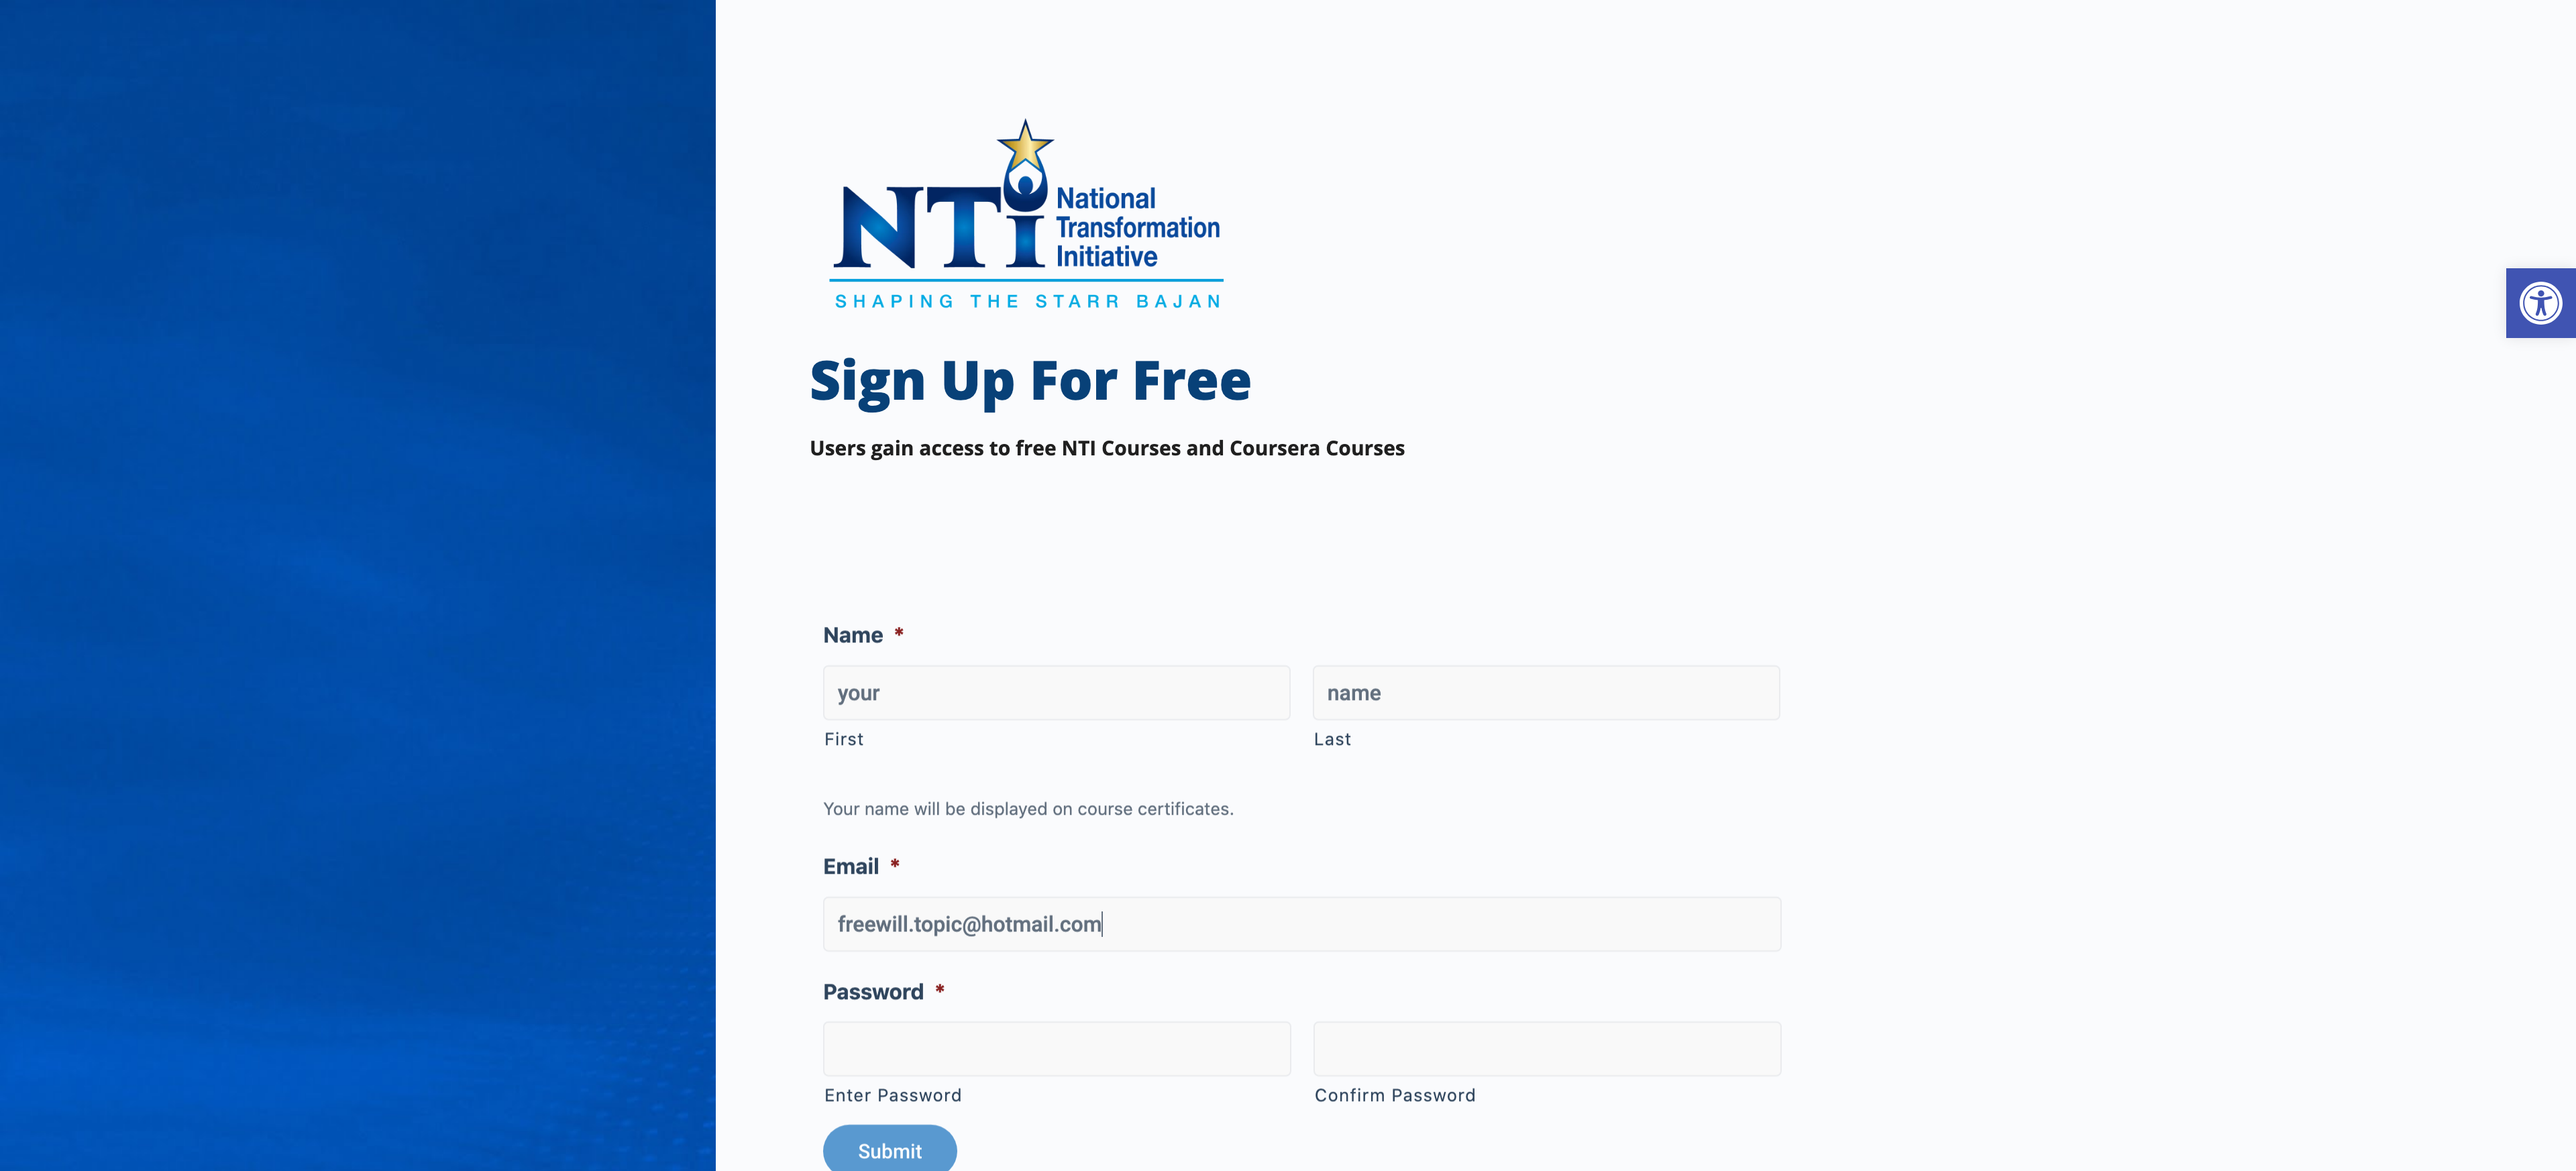 NTi National
Transformation
Initiative
SHAPING THE STARR BAJAN
Sign Up For Free
Users gain access to free NTI Courses and Coursera Courses
Name *
your name
First Last
Your name will be displayed on course certificates.
Email *
freewill.topic@hotmail.com
Password *
Enter Password Confirm Password
Submit